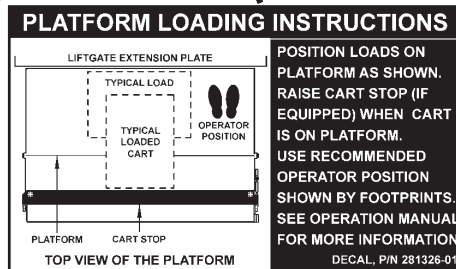 PLATFORM LOADING INSTRUCTIONS
LIFTGATE EXTENSION PLATE
TYPICAL LOAD
TYPICAL
LOADED
CART
OPERATOR
POSITION
PLATFORM
CART STOP
TOP VIEW OF THE PLATFORM
POSITION LOADS ON
PLATFORM AS SHOWN.
RAISE CART STOP (IF
EQUIPPED) WHEN CART
IS ON PLATFORM.
USE RECOMMENDED
OPERATOR POSITION
SHOWN BY FOOTPRINTS.
SEE OPERATION MANUAL
FOR MORE INFORMATION
DECAL, P/N 281326-01